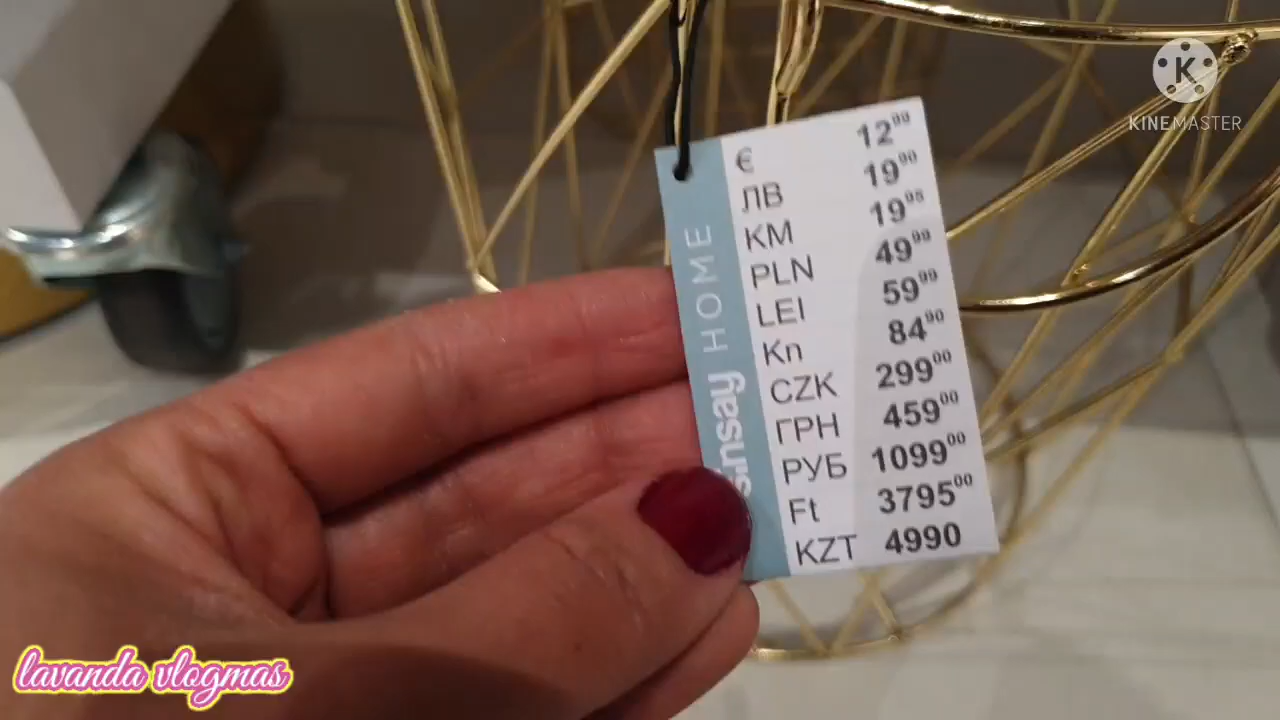 € 12⁹⁹
ЛВ 19⁹⁰
KM 19⁹⁵
PLN 49⁹⁹
LEI 59⁹⁹
Kn 84⁹⁰
CZK 299⁰⁰
ГРН 459⁰⁰
РУБ 1099⁰⁰
Ft 3795⁰⁰
KZT 4990
sinsay HOME
K
KINEMASTER
lavanda vlogmas